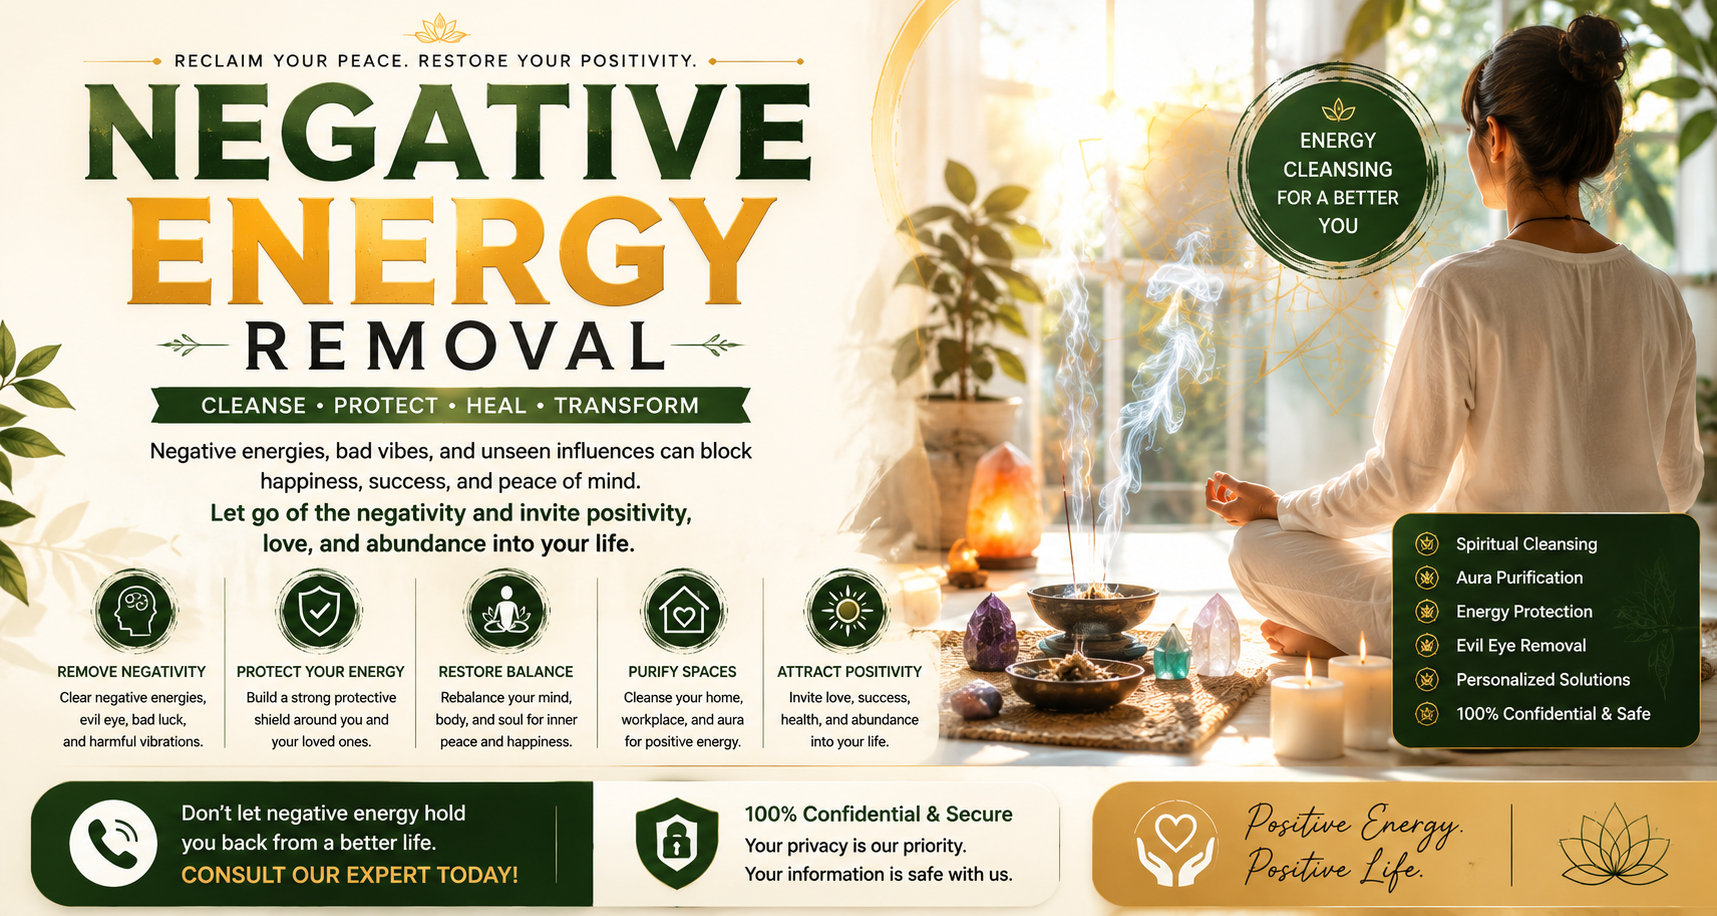 RECLAIM YOUR PEACE. RESTORE YOUR POSITIVITY.
NEGATIVE
ENERGY
REMOVAL
CLEANSE • PROTECT • HEAL • TRANSFORM
Negative energies, bad vibes, and unseen influences can block
happiness, success, and peace of mind.
Let go of the negativity and invite positivity,
love, and abundance into your life.
REMOVE NEGATIVITY
Clear negative energies,
evil eye, bad luck,
and harmful vibrations.
PROTECT YOUR ENERGY
Build a strong protective
shield around you and
your loved ones.
RESTORE BALANCE
Rebalance your mind,
body, and soul for inner
peace and happiness.
PURIFY SPACES
Cleanse your home,
workplace, and aura
for positive energy.
ATTRACT POSITIVITY
Invite love, success,
health, and abundance
into your life.
ENERGY
CLEANSING
FOR A BETTER
YOU
Spiritual Cleansing
Aura Purification
Energy Protection
Evil Eye Removal
Personalized Solutions
100% Confidential & Safe
Don't let negative energy hold
you back from a better life.
CONSULT OUR EXPERT TODAY!
100% Confidential & Secure
Your privacy is our priority.
Your information is safe with us.
Positive Energy.
Positive Life.